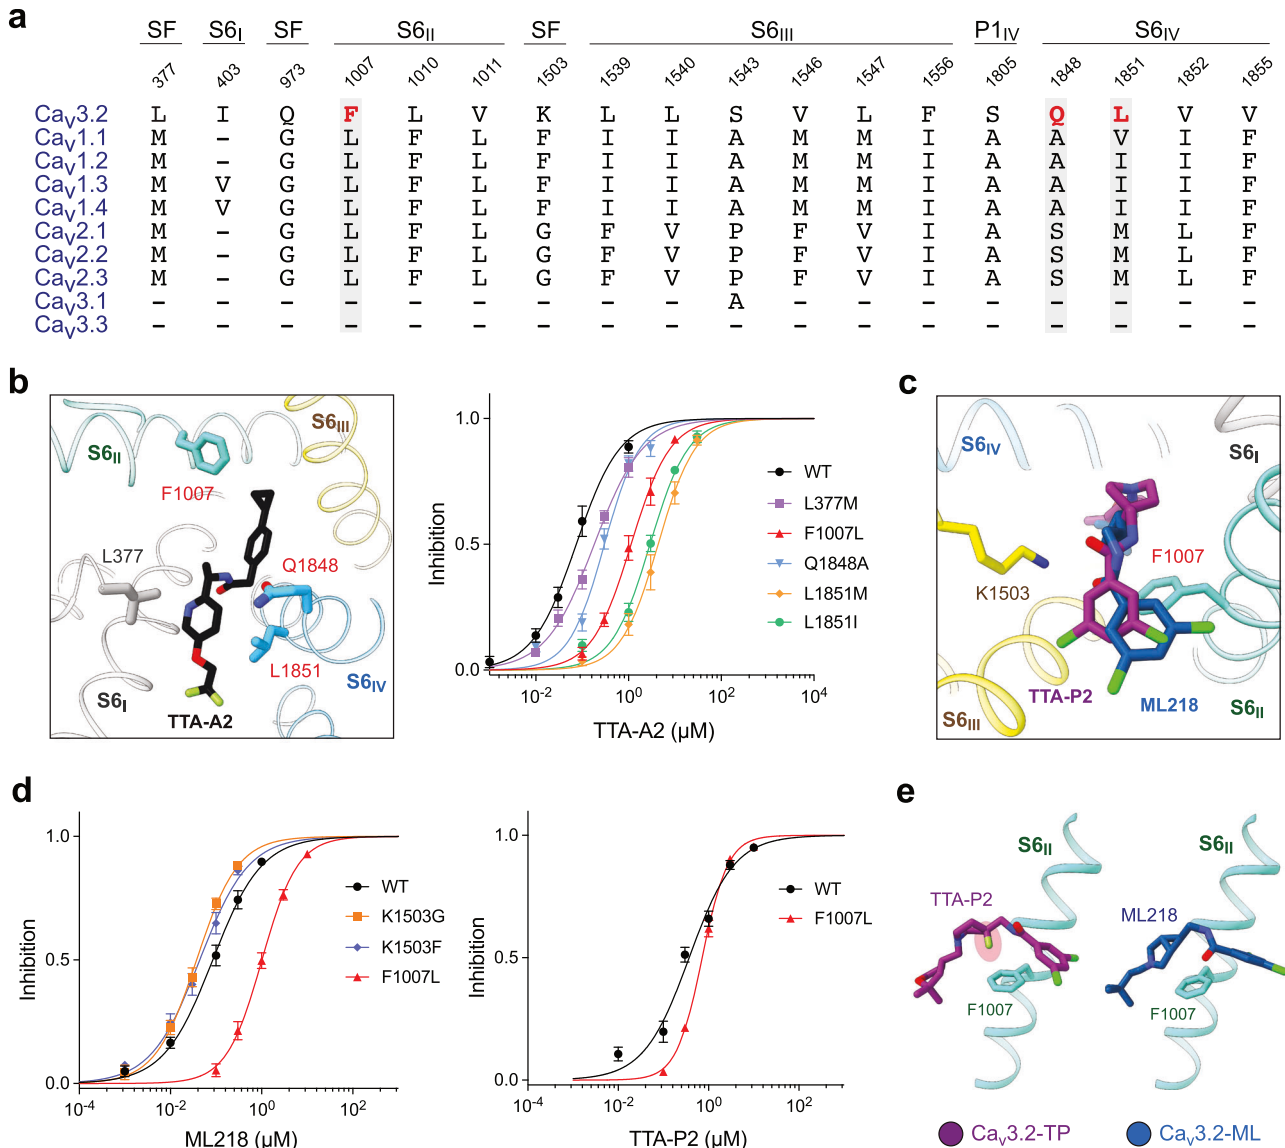 a
SF S6I SF S6II SF S6III P1IV S6IV
377 403 973 1007 1010 1011 1503 1539 1540 1543 1546 1547 1556 1805 1848 1851 1852 1855
CaV3.2 L I Q F L V K L L S V L F S Q L V V
CaV1.1 M - G L F L F I I A M M I A A V I F
CaV1.2 M - G L F L F I I A M M I A A I I F
CaV1.3 M V G L F L F I I A M M I A A I I F
CaV1.4 M V G L F L F I I A M M I A A I I F
CaV2.1 M - G L F L G F V P F V I A S M L F
CaV2.2 M - G L F L G F V P F V I A S M L F
CaV2.3 M - G L F L G F V P F V I A S M L F
CaV3.1 - - - - - - - - - A - - - - - - - -
CaV3.3 - - - - - - - - - - - - - - - - - -
b
S6II
S6III
F1007
L377
Q1848
L1851
S6I
S6IV
TTA-A2
Inhibition
1.0
0.5
0.0
10-2 100 102 104
TTA-A2 (µM)
WT
L377M
F1007L
Q1848A
L1851M
L1851I
c
S6IV
S6I
F1007
K1503
TTA-P2
ML218
S6III
S6II
d
Inhibition
1.0
0.5
0.0
10-4 10-2 100 102
ML218 (µM)
WT
K1503G
K1503F
F1007L
Inhibition
1.0
0.5
0.0
10-4 10-2 100 102
TTA-P2 (µM)
WT
F1007L
e
S6II S6II
TTA-P2
ML218
F1007 F1007
CaV3.2-TP CaV3.2-ML